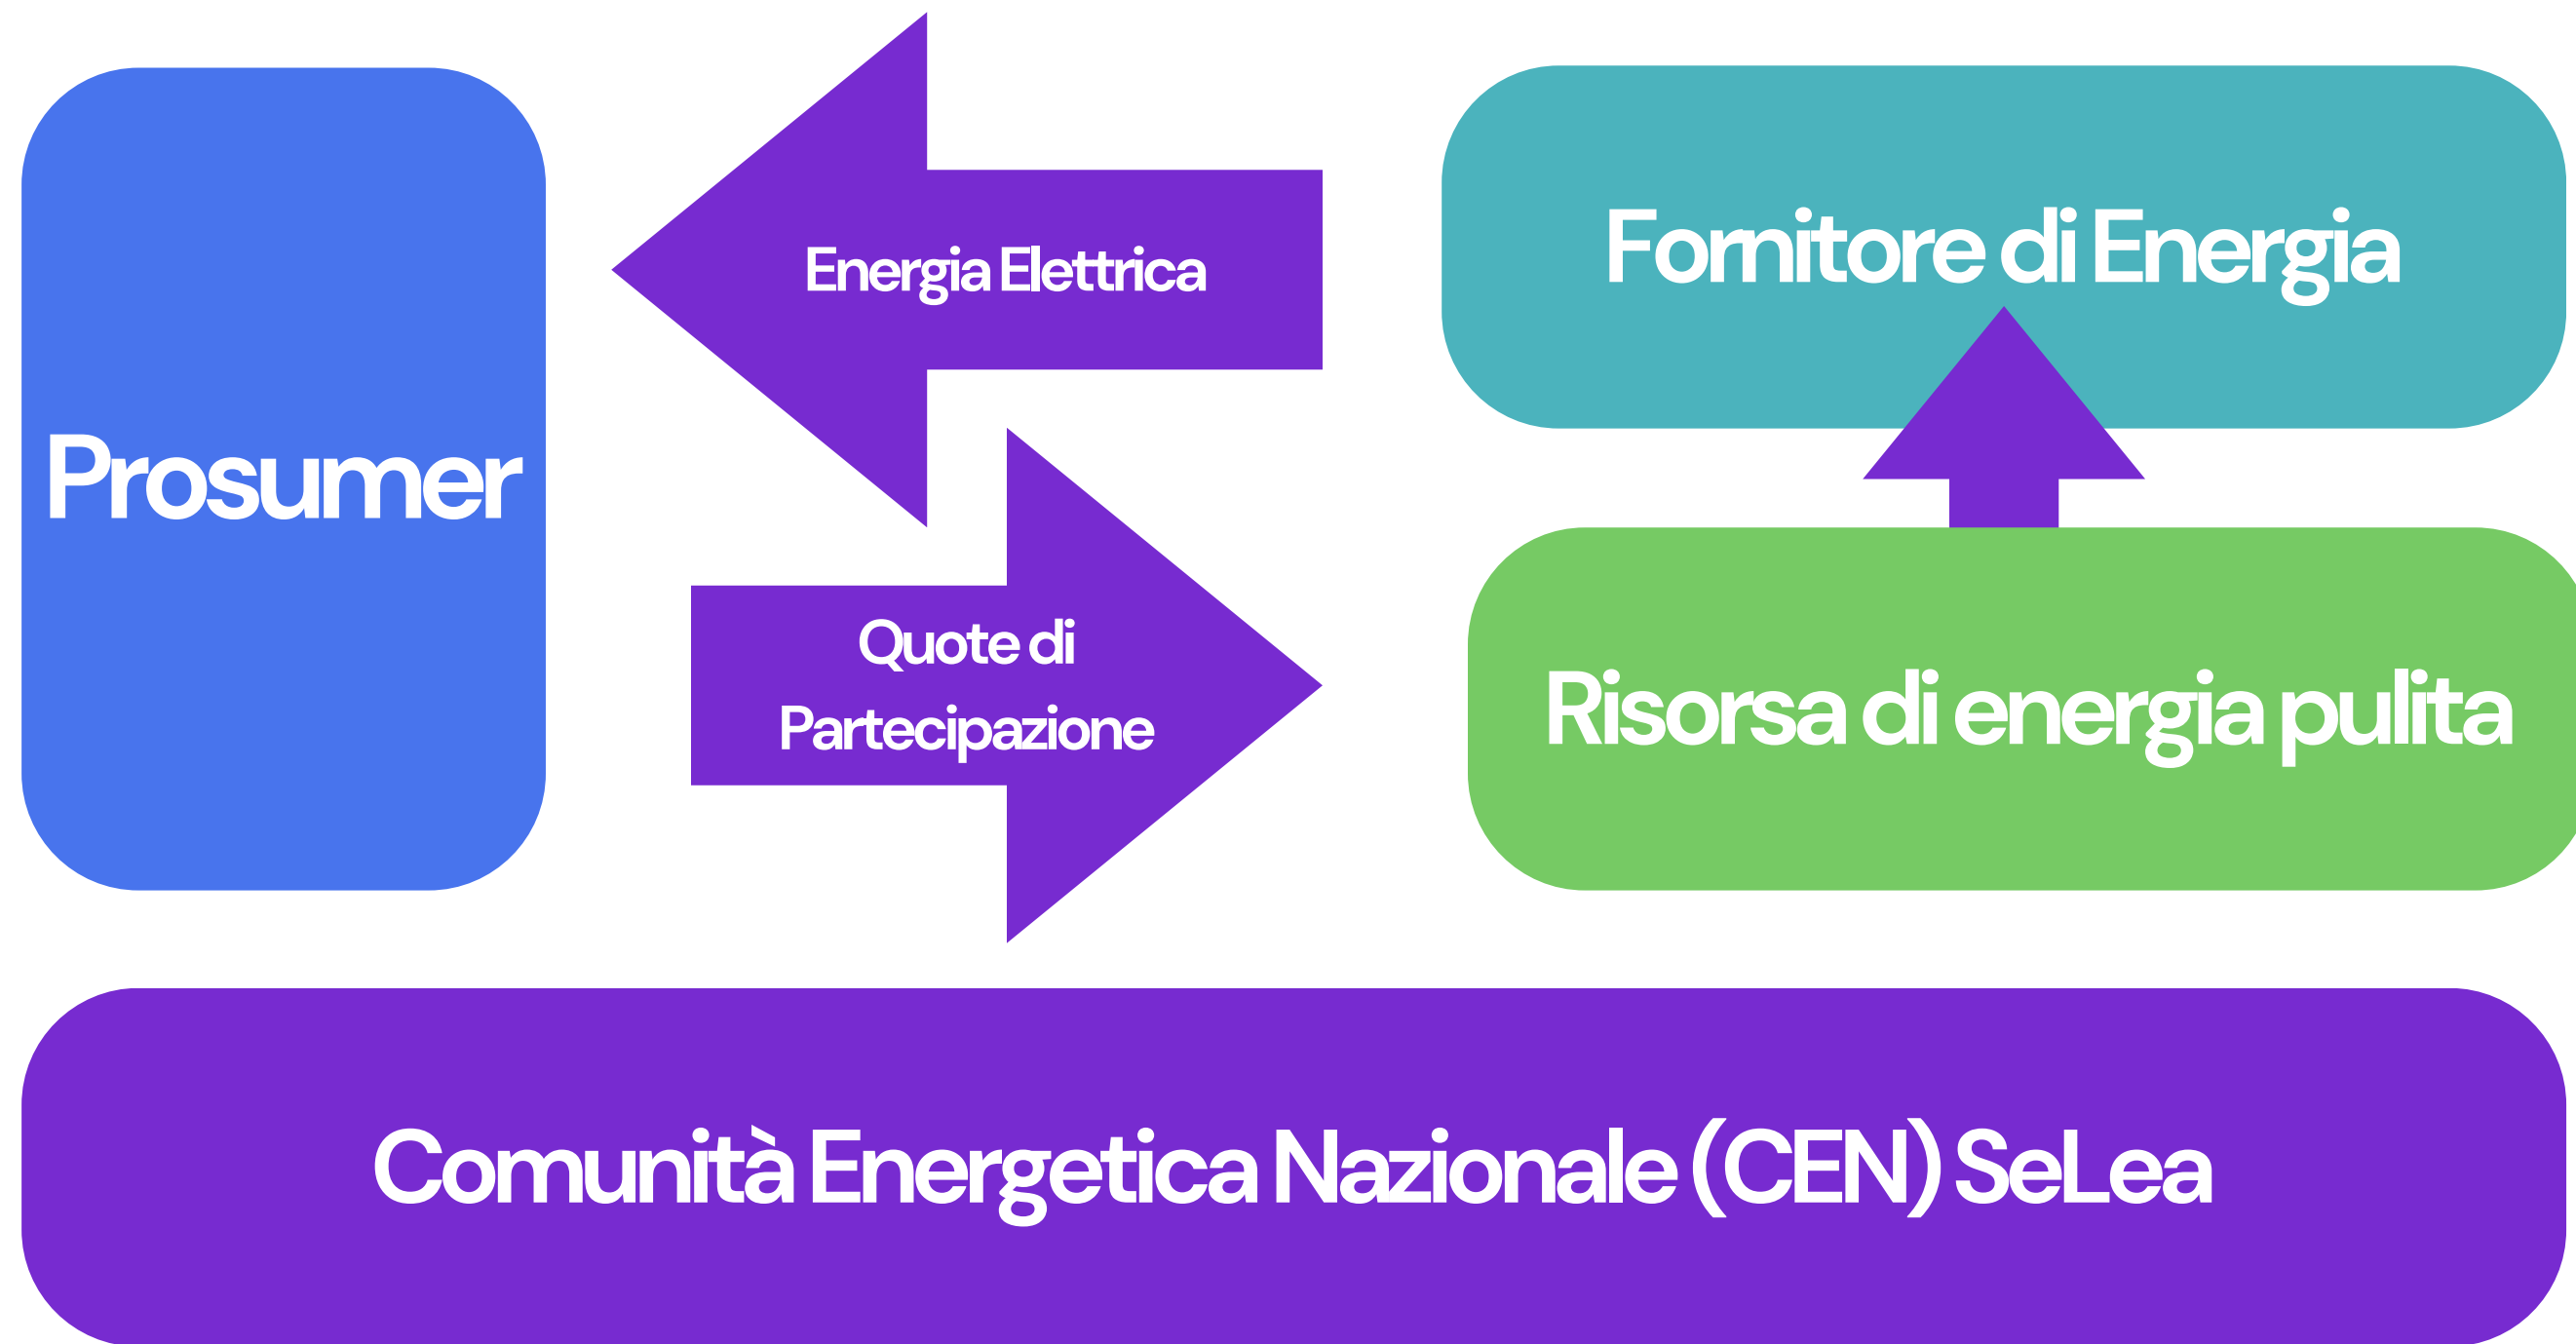 Prosumer
Energia Elettrica
Fornitore di Energia
Quote di
Partecipazione
Risorsa di energia pulita
Comunità Energetica Nazionale (CEN) SeLea